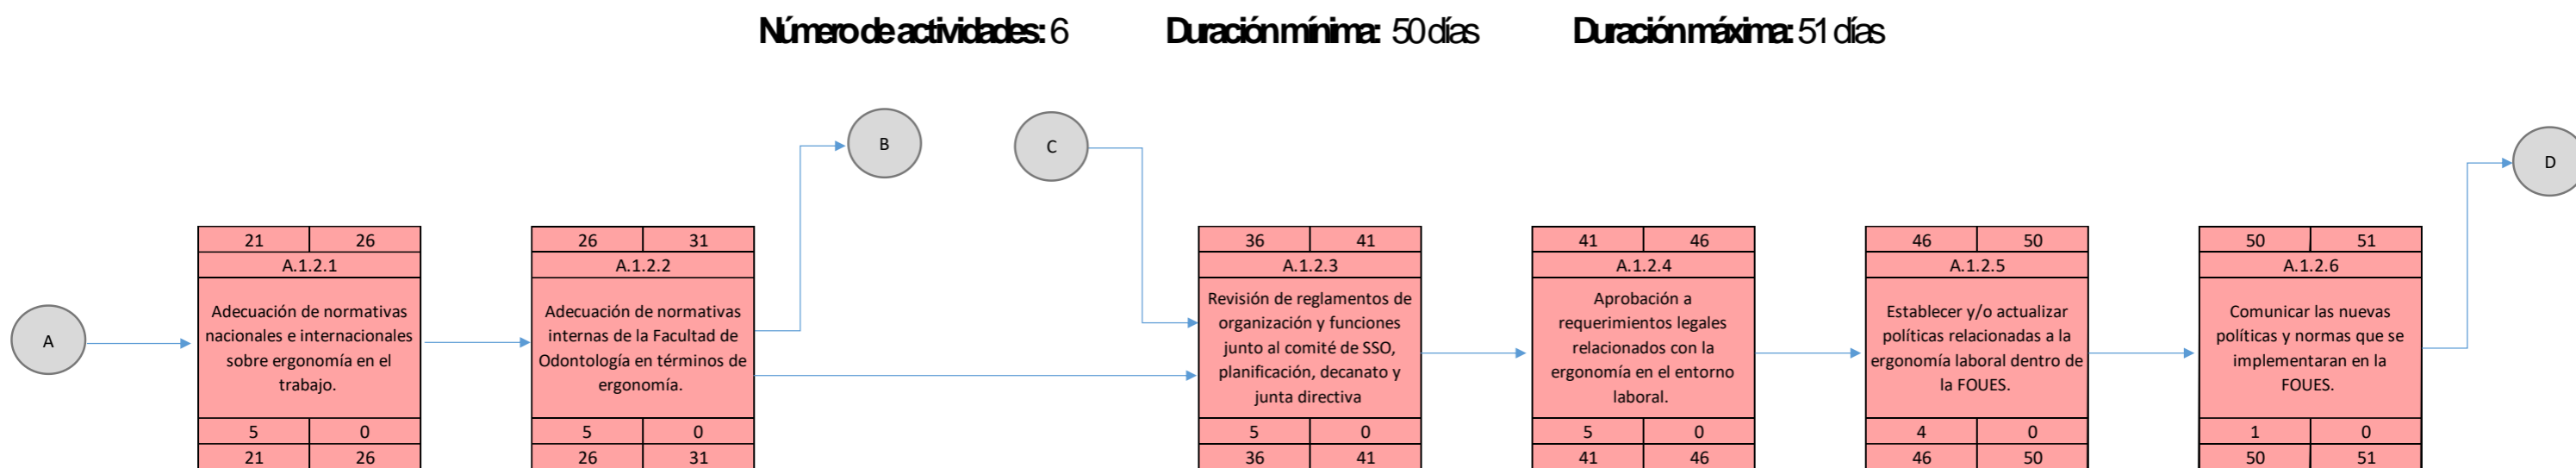 Número de actividades: 6 Duración mínima: 50 días Duración máxima: 51 días
B
C
D
A
21 26
A.1.2.1
Adecuación de normativas
nacionales e internacionales
sobre ergonomía en el
trabajo.
5 0
21 26
26 31
A.1.2.2
Adecuación de normativas
internas de la Facultad de
Odontología en términos de
ergonomía.
5 0
26 31
36 41
A.1.2.3
Revisión de reglamentos de
organización y funciones
junto al comité de SSO,
planificación, decanato y
junta directiva
5 0
36 41
41 46
A.1.2.4
Aprobación a
requerimientos legales
relacionados con la
ergonomía en el entorno
laboral.
5 0
41 46
46 50
A.1.2.5
Establecer y/o actualizar
políticas relacionadas a la
ergonomía laboral dentro de
la FOUES.
4 0
46 50
50 51
A.1.2.6
Comunicar las nuevas
políticas y normas que se
implementaran en la
FOUES.
1 0
50 51